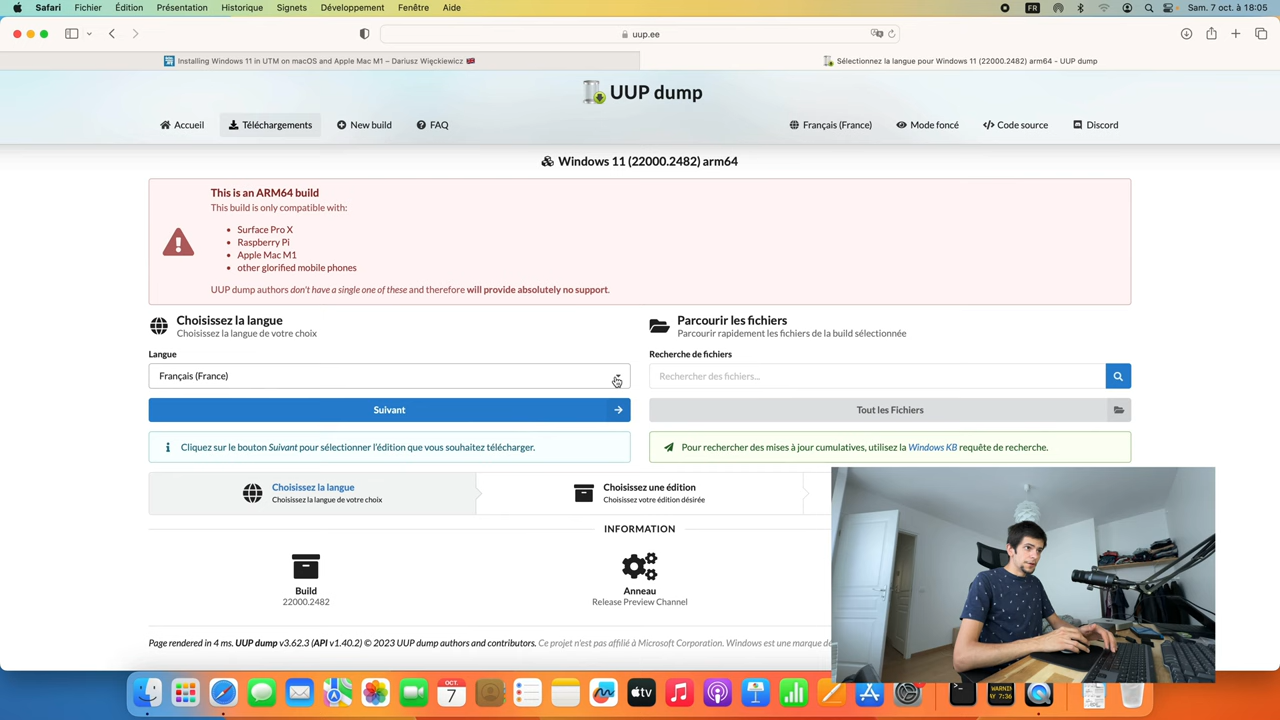 Safari Fichier Édition Présentation Historique Signets Développement Fenêtre Aide FR Sam. 7 oct. à 18:05
uup.ee
Installing Windows 11 in UTM on macOS and Apple Mac M1 – Dariusz Więckiewicz
Sélectionnez la langue pour Windows 11 (22000.2482) arm64 - UUP dump
UUP dump
Accueil Téléchargements New build FAQ Français (France) Mode foncé Code source Discord
Windows 11 (22000.2482) arm64
This is an ARM64 build
This build is only compatible with:
• Surface Pro X
• Raspberry Pi
• Apple Mac M1
• other glorified mobile phones
UUP dump authors don't have a single one of these and therefore will provide absolutely no support.
Choisissez la langue
Choisissez la langue de votre choix
Langue
Français (France)
Suivant
Cliquez sur le bouton Suivant pour sélectionner l'édition que vous souhaitez télécharger.
Parcourir les fichiers
Parcourir rapidement les fichiers de la build sélectionnée
Recherche de fichiers
Rechercher des fichiers...
Tout les Fichiers
Pour rechercher des mises à jour cumulatives, utilisez la Windows KB requête de recherche.
Choisissez la langue
Choisissez la langue de votre choix
Choisissez une édition
Choisissez votre édition désirée
INFORMATION
Build
22000.2482
Anneau
Release Preview Channel
Page rendered in 4 ms. UUP dump v3.62.3 (API v1.40.2) © 2023 UUP dump authors and contributors. Ce projet n'est pas affilié à Microsoft Corporation. Windows est une marque
OCT.
7
tv
WARNI
7:36